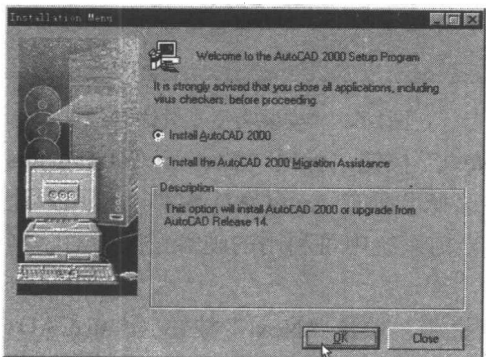 Installation Menu
Welcome to the AutoCAD 2000 Setup Program
It is strongly advised that you close all applications, including
virus checkers, before proceeding.
Install AutoCAD 2000
Install the AutoCAD 2000 Migration Assistance
Description
This option will install AutoCAD 2000 or upgrade from
AutoCAD Release 14.
OK
Close